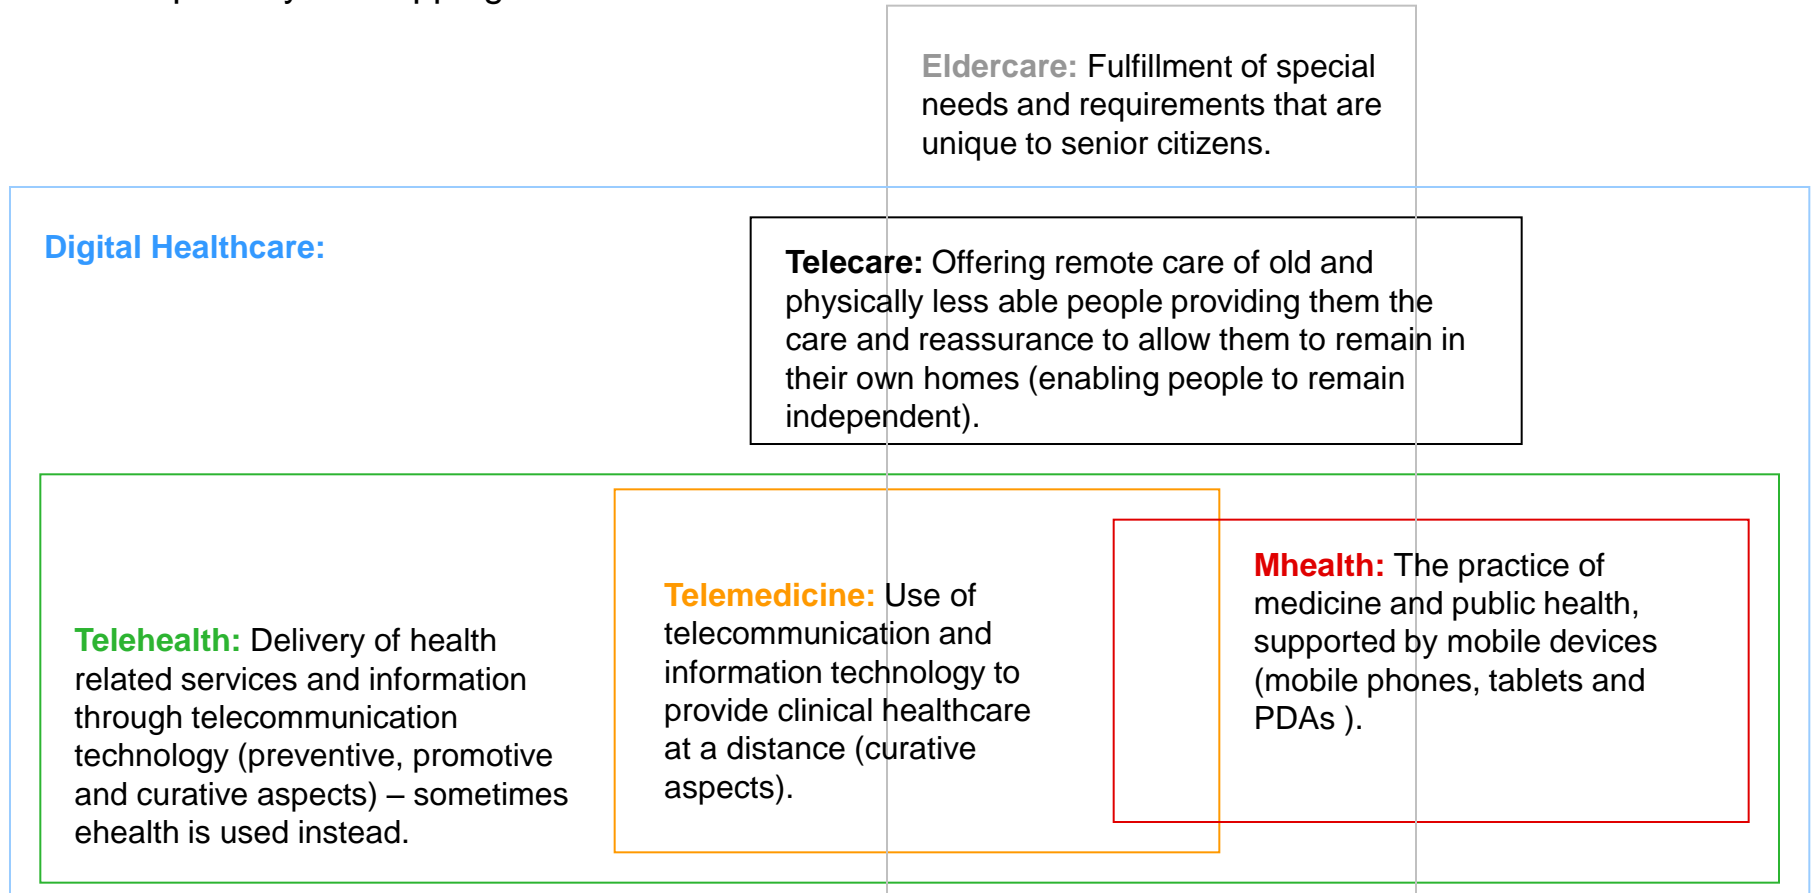 Eldercare: Fulfillment of special
needs and requirements that are
unique to senior citizens.
Digital Healthcare:
Telecare: Offering remote care of old and
physically less able people providing them the
care and reassurance to allow them to remain in
their own homes (enabling people to remain
independent).
Telehealth: Delivery of health
related services and information
through telecommunication
technology (preventive, promotive
and curative aspects) – sometimes
ehealth is used instead.
Telemedicine: Use of
telecommunication and
information technology to
provide clinical healthcare
at a distance (curative
aspects).
Mhealth: The practice of
medicine and public health,
supported by mobile devices
(mobile phones, tablets and
PDAs ).